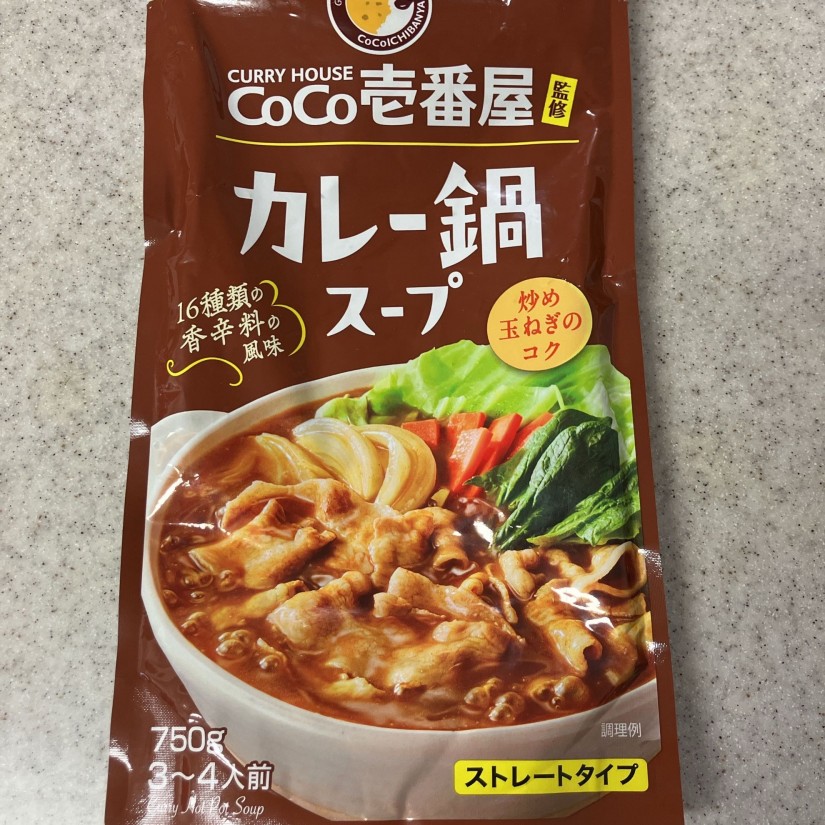 CoCoICHIBANYA
CURRY HOUSE
CoCo壱番屋
監修
カレー鍋
スープ
16種類の
香辛料の
風味
炒め
玉ねぎの
コク
調理例
750g
3～4人前
Curry Hot Pot Soup
ストレートタイプ